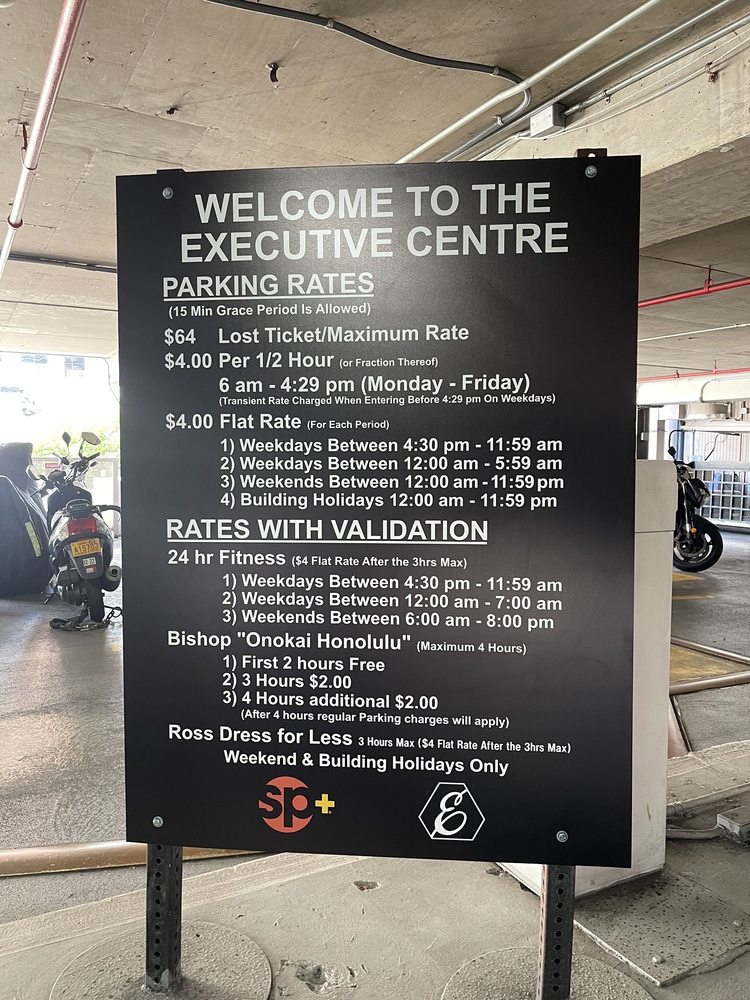 WELCOME TO THE
EXECUTIVE CENTRE
PARKING RATES
(15 Min Grace Period Is Allowed)
$64 Lost Ticket/Maximum Rate
$4.00 Per 1/2 Hour (or Fraction Thereof)
6 am - 4:29 pm (Monday - Friday)
(Transient Rate Charged When Entering Before 4:29 pm On Weekdays)
$4.00 Flat Rate (For Each Period)
1) Weekdays Between 4:30 pm - 11:59 am
2) Weekdays Between 12:00 am - 5:59 am
3) Weekends Between 12:00 am - 11:59 pm
4) Building Holidays 12:00 am - 11:59 pm
RATES WITH VALIDATION
24 hr Fitness ($4 Flat Rate After the 3hrs Max)
1) Weekdays Between 4:30 pm - 11:59 am
2) Weekdays Between 12:00 am - 7:00 am
3) Weekends Between 6:00 am - 8:00 pm
Bishop "Onokai Honolulu" (Maximum 4 Hours)
1) First 2 hours Free
2) 3 Hours $2.00
3) 4 Hours additional $2.00
(After 4 hours regular Parking charges will apply)
Ross Dress for Less 3 Hours Max ($4 Flat Rate After the 3hrs Max)
Weekend & Building Holidays Only
sp+
E